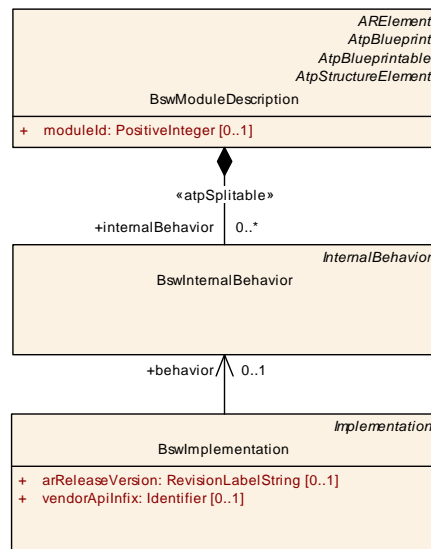 ARElement
AtpBlueprint
AtpBlueprintable
AtpStructureElement
BswModuleDescription
+ moduleId: PositiveInteger [0..1]
«atpSplitable»
+internalBehavior 0..*
InternalBehavior
BswInternalBehavior
+behavior 0..1
Implementation
BswImplementation
+ arReleaseVersion: RevisionLabelString [0..1]
+ vendorApiInfix: Identifier [0..1]